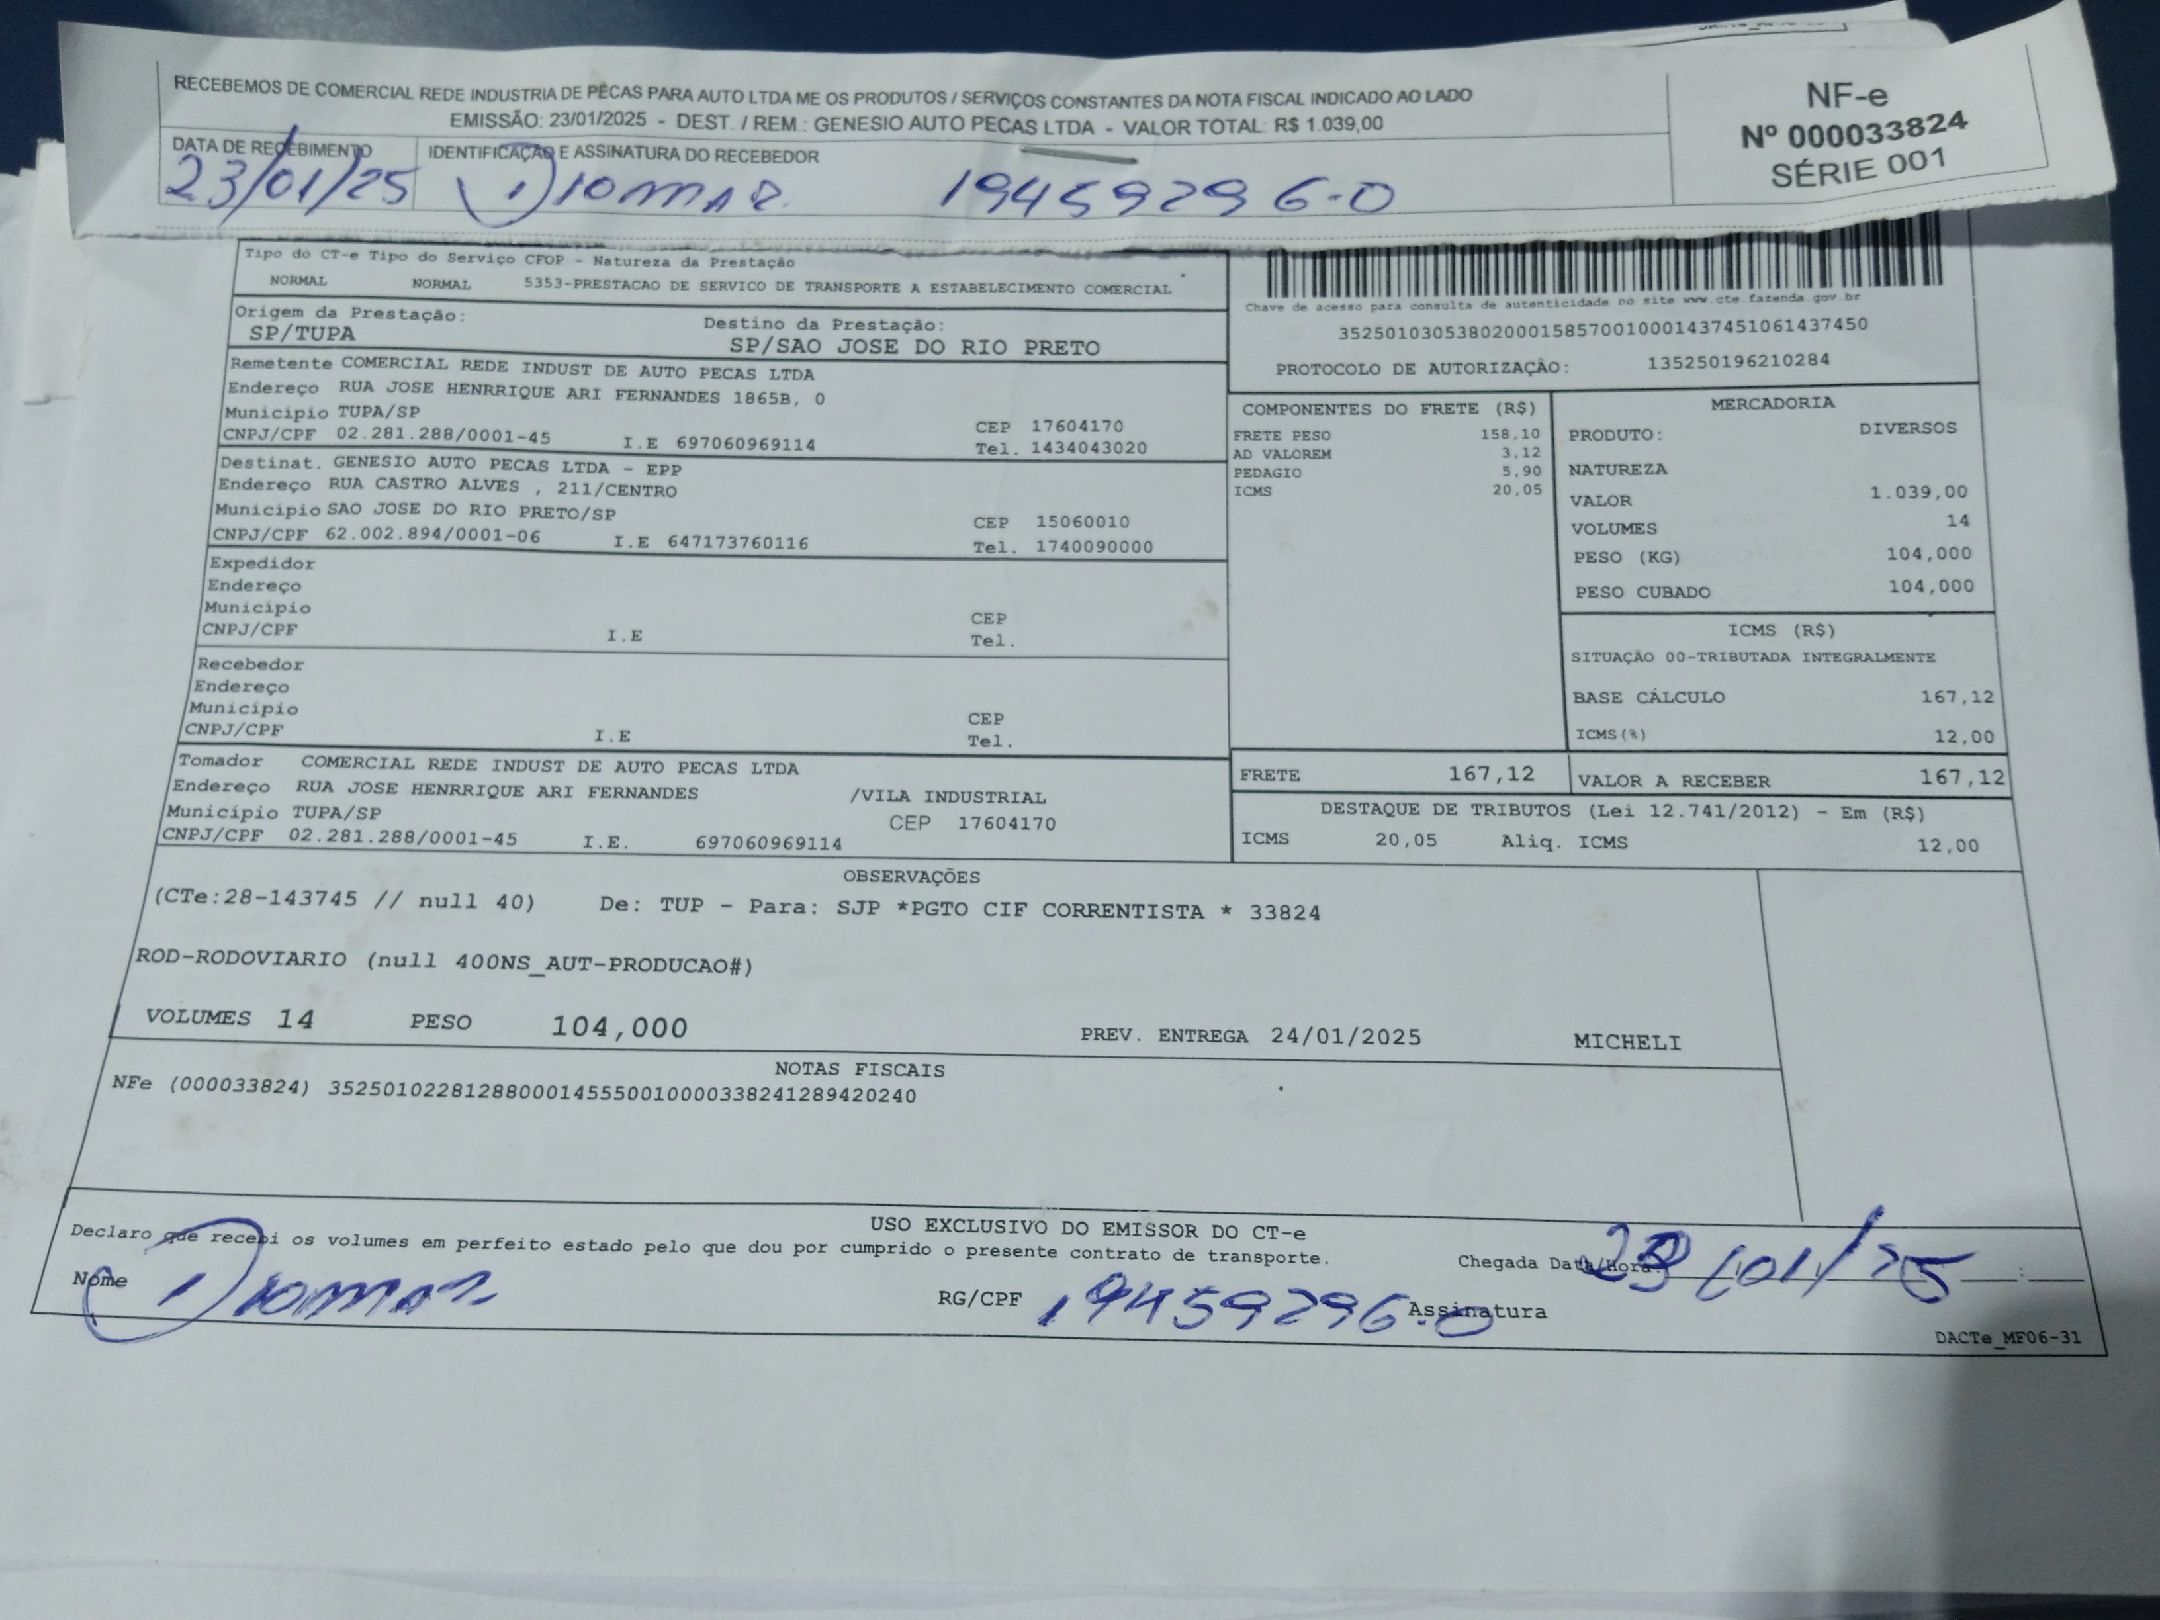 RECEBEMOS DE COMERCIAL REDE INDUSTRIA DE PEÇAS PARA AUTO LTDA ME OS PRODUTOS / SERVIÇOS CONSTANTES DA NOTA FISCAL INDICADO AO LADO
EMISSÃO: 23/01/2025 - DEST. / REM.: GENESIO AUTO PECAS LTDA - VALOR TOTAL: R$ 1.039,00
NF-e
Nº 000033824
SÉRIE 001
DATA DE RECEBIMENTO
IDENTIFICAÇÃO E ASSINATURA DO RECEBEDOR
23/01/25 Diomar 19459296-0
Tipo do CT-e Tipo do Serviço CFOP - Natureza da Prestação
NORMAL NORMAL 5353-PRESTACAO DE SERVICO DE TRANSPORTE A ESTABELECIMENTO COMERCIAL
Chave de acesso para consulta de autenticidade no site www.cte.fazenda.gov.br
35250103053802000158570010001437451061437450
PROTOCOLO DE AUTORIZAÇÃO: 135250196210284
Origem da Prestação: Destino da Prestação:
SP/TUPA SP/SAO JOSE DO RIO PRETO
Remetente COMERCIAL REDE INDUST DE AUTO PECAS LTDA
Endereço RUA JOSE HENRRIQUE ARI FERNANDES 1865B, 0
Municipio TUPA/SP CEP 17604170
CNPJ/CPF 02.281.288/0001-45 I.E 697060969114 Tel. 1434043020
Destinat. GENESIO AUTO PECAS LTDA - EPP
Endereço RUA CASTRO ALVES , 211/CENTRO
Municipio SAO JOSE DO RIO PRETO/SP CEP 15060010
CNPJ/CPF 62.002.894/0001-06 I.E 647173760116 Tel. 1740090000
Expedidor
Endereço
Município CEP
CNPJ/CPF I.E Tel.
Recebedor
Endereço
Município CEP
CNPJ/CPF I.E Tel.
Tomador COMERCIAL REDE INDUST DE AUTO PECAS LTDA
Endereço RUA JOSE HENRRIQUE ARI FERNANDES /VILA INDUSTRIAL
Município TUPA/SP CEP 17604170
CNPJ/CPF 02.281.288/0001-45 I.E. 697060969114
COMPONENTES DO FRETE (R$)
FRETE PESO 158,10
AD VALOREM 3,12
PEDAGIO 5,90
ICMS 20,05
MERCADORIA
PRODUTO: DIVERSOS
NATUREZA
VALOR 1.039,00
VOLUMES 14
PESO (KG) 104,000
PESO CUBADO 104,000
ICMS (R$)
SITUAÇÃO 00-TRIBUTADA INTEGRALMENTE
BASE CÁLCULO 167,12
ICMS(%) 12,00
FRETE 167,12 VALOR A RECEBER 167,12
DESTAQUE DE TRIBUTOS (Lei 12.741/2012) - Em (R$)
ICMS 20,05 Aliq. ICMS 12,00
OBSERVAÇÕES
(CTe:28-143745 // null 40) De: TUP - Para: SJP *PGTO CIF CORRENTISTA * 33824
ROD-RODOVIARIO (null 400NS_AUT-PRODUCAO#)
VOLUMES 14 PESO 104,000 PREV. ENTREGA 24/01/2025 MICHELI
NOTAS FISCAIS
NFe (000033824) 35250102281288000145550010000338241289420240
USO EXCLUSIVO DO EMISSOR DO CT-e
Declaro que recebi os volumes em perfeito estado pelo que dou por cumprido o presente contrato de transporte.
Chegada Data/Hora: 23/01/25
Nome Diomar RG/CPF 19459296-0 Assinatura
DACTe_MF06-31